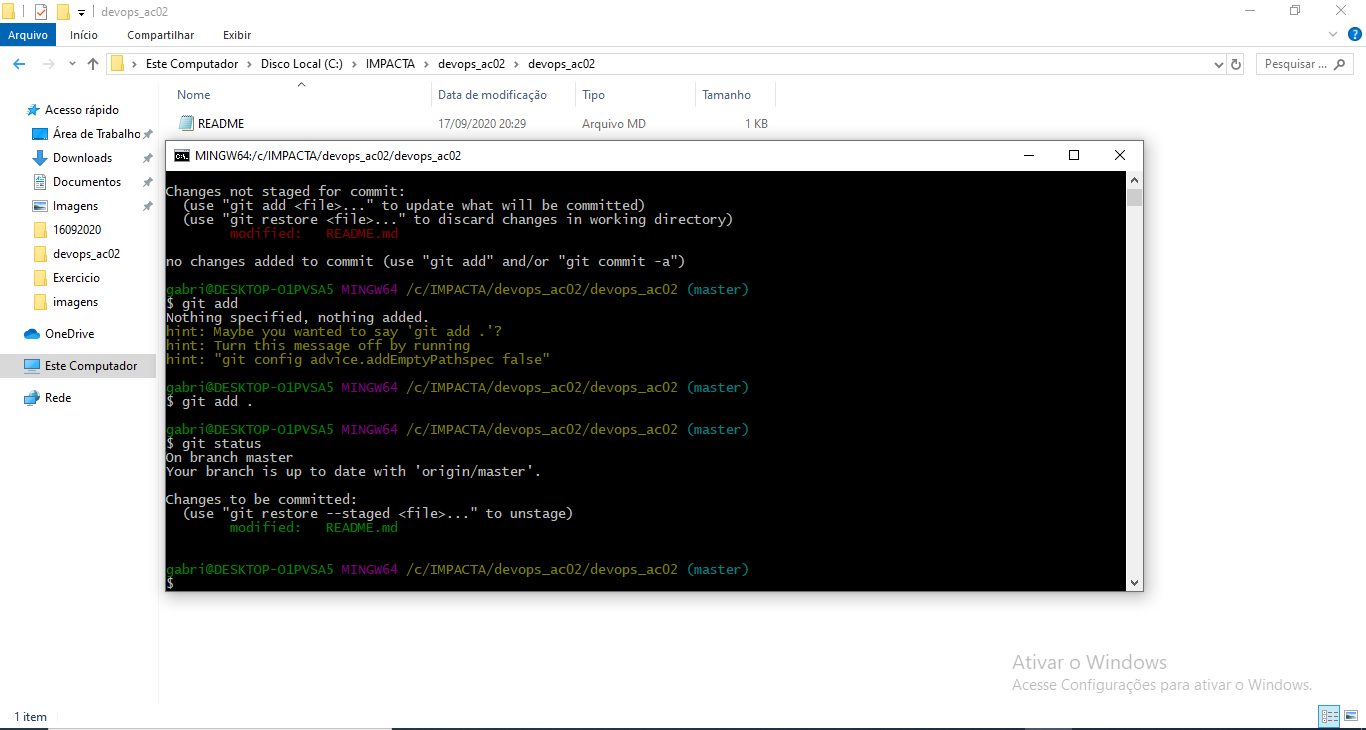 devops_ac02
Arquivo Início Compartilhar Exibir
Este Computador Disco Local (C:) IMPACTA devops_ac02 devops_ac02 Pesquisar ...
Nome Data de modificação Tipo Tamanho
README 17/09/2020 20:29 Arquivo MD 1 KB
Acesso rápido
Área de Trabalho
Downloads
Documentos
Imagens
16092020
devops_ac02
Exercicio
imagens
OneDrive
Este Computador
Rede
MINGW64:/c/IMPACTA/devops_ac02/devops_ac02
Changes not staged for commit:
(use "git add <file>..." to update what will be committed)
(use "git restore <file>..." to discard changes in working directory)
modified: README.md
no changes added to commit (use "git add" and/or "git commit -a")
gabri@DESKTOP-O1PVSA5 MINGW64 /c/IMPACTA/devops_ac02/devops_ac02 (master)
$ git add
Nothing specified, nothing added.
hint: Maybe you wanted to say 'git add .'?
hint: Turn this message off by running
hint: "git config advice.addEmptyPathspec false"
gabri@DESKTOP-O1PVSA5 MINGW64 /c/IMPACTA/devops_ac02/devops_ac02 (master)
$ git add .
gabri@DESKTOP-O1PVSA5 MINGW64 /c/IMPACTA/devops_ac02/devops_ac02 (master)
$ git status
On branch master
Your branch is up to date with 'origin/master'.
Changes to be committed:
(use "git restore --staged <file>..." to unstage)
modified: README.md
gabri@DESKTOP-O1PVSA5 MINGW64 /c/IMPACTA/devops_ac02/devops_ac02 (master)
$
Ativar o Windows
Acesse Configurações para ativar o Windows.
1 item